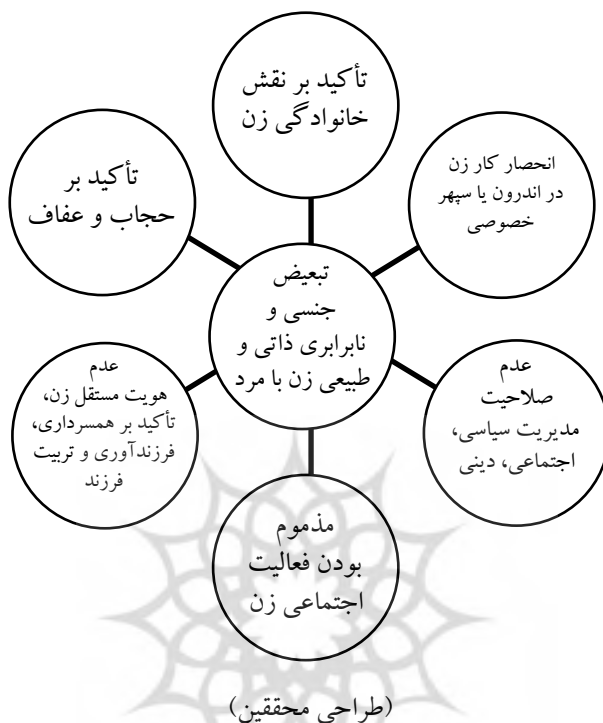 تأکید بر نقش
خانوادگی زن
انحصار کار زن
در اندرون یا سپهر
خصوصی
تأکید بر
حجاب و عفاف
تبعیض
جنسی و
نابرابری ذاتی و
طبیعی زن با مرد
عدم
صلاحیت
مدیریت سیاسی،
اجتماعی، دینی
عدم
هویت مستقل زن،
تأکید بر همسرداری،
فرزندآوری و تربیت
فرزند
مذموم
بودن فعالیت
اجتماعی زن
(طراحی محققین)